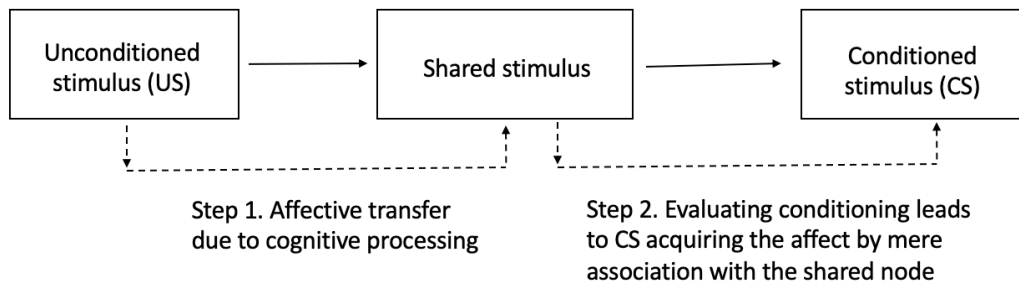 Unconditioned
stimulus (US)
Shared stimulus
Conditioned
stimulus (CS)
Step 1. Affective transfer
due to cognitive processing
Step 2. Evaluating conditioning leads
to CS acquiring the affect by mere
association with the shared node